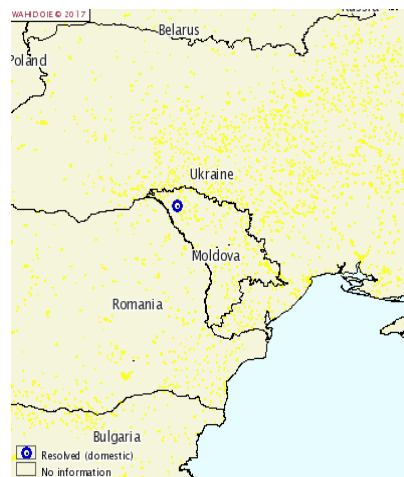 WAHID OIE © 2017
Belarus
Poland
Ukraine
Moldova
Romania
Bulgaria
Resolved (domestic)
No information